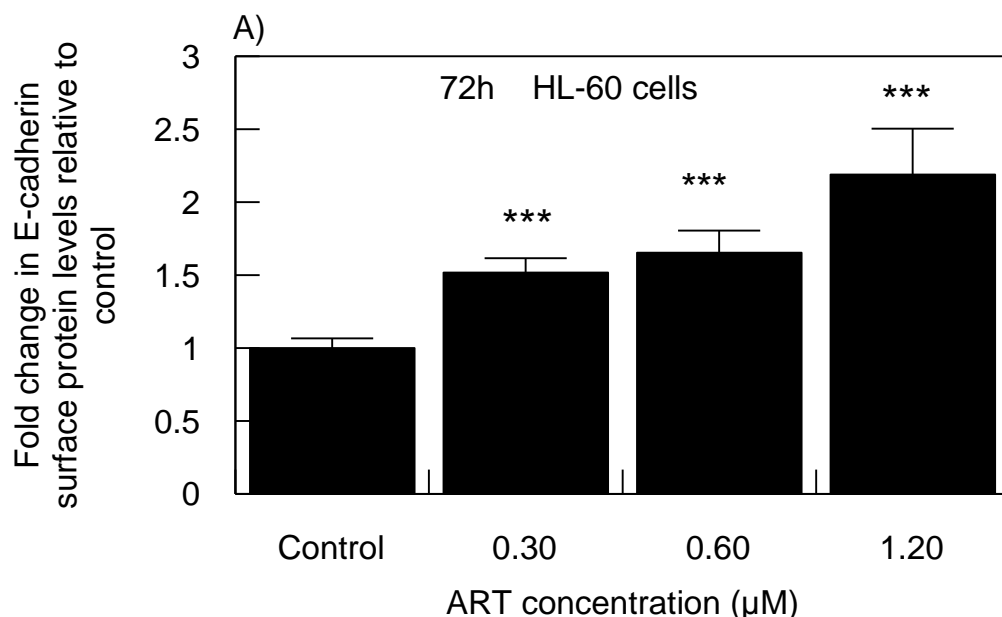 A)
Fold change in E-cadherin
surface protein levels relative to
control
3
2.5
2
1.5
1
0.5
0
72h HL-60 cells
***
***
***
Control 0.30 0.60 1.20
ART concentration (µM)